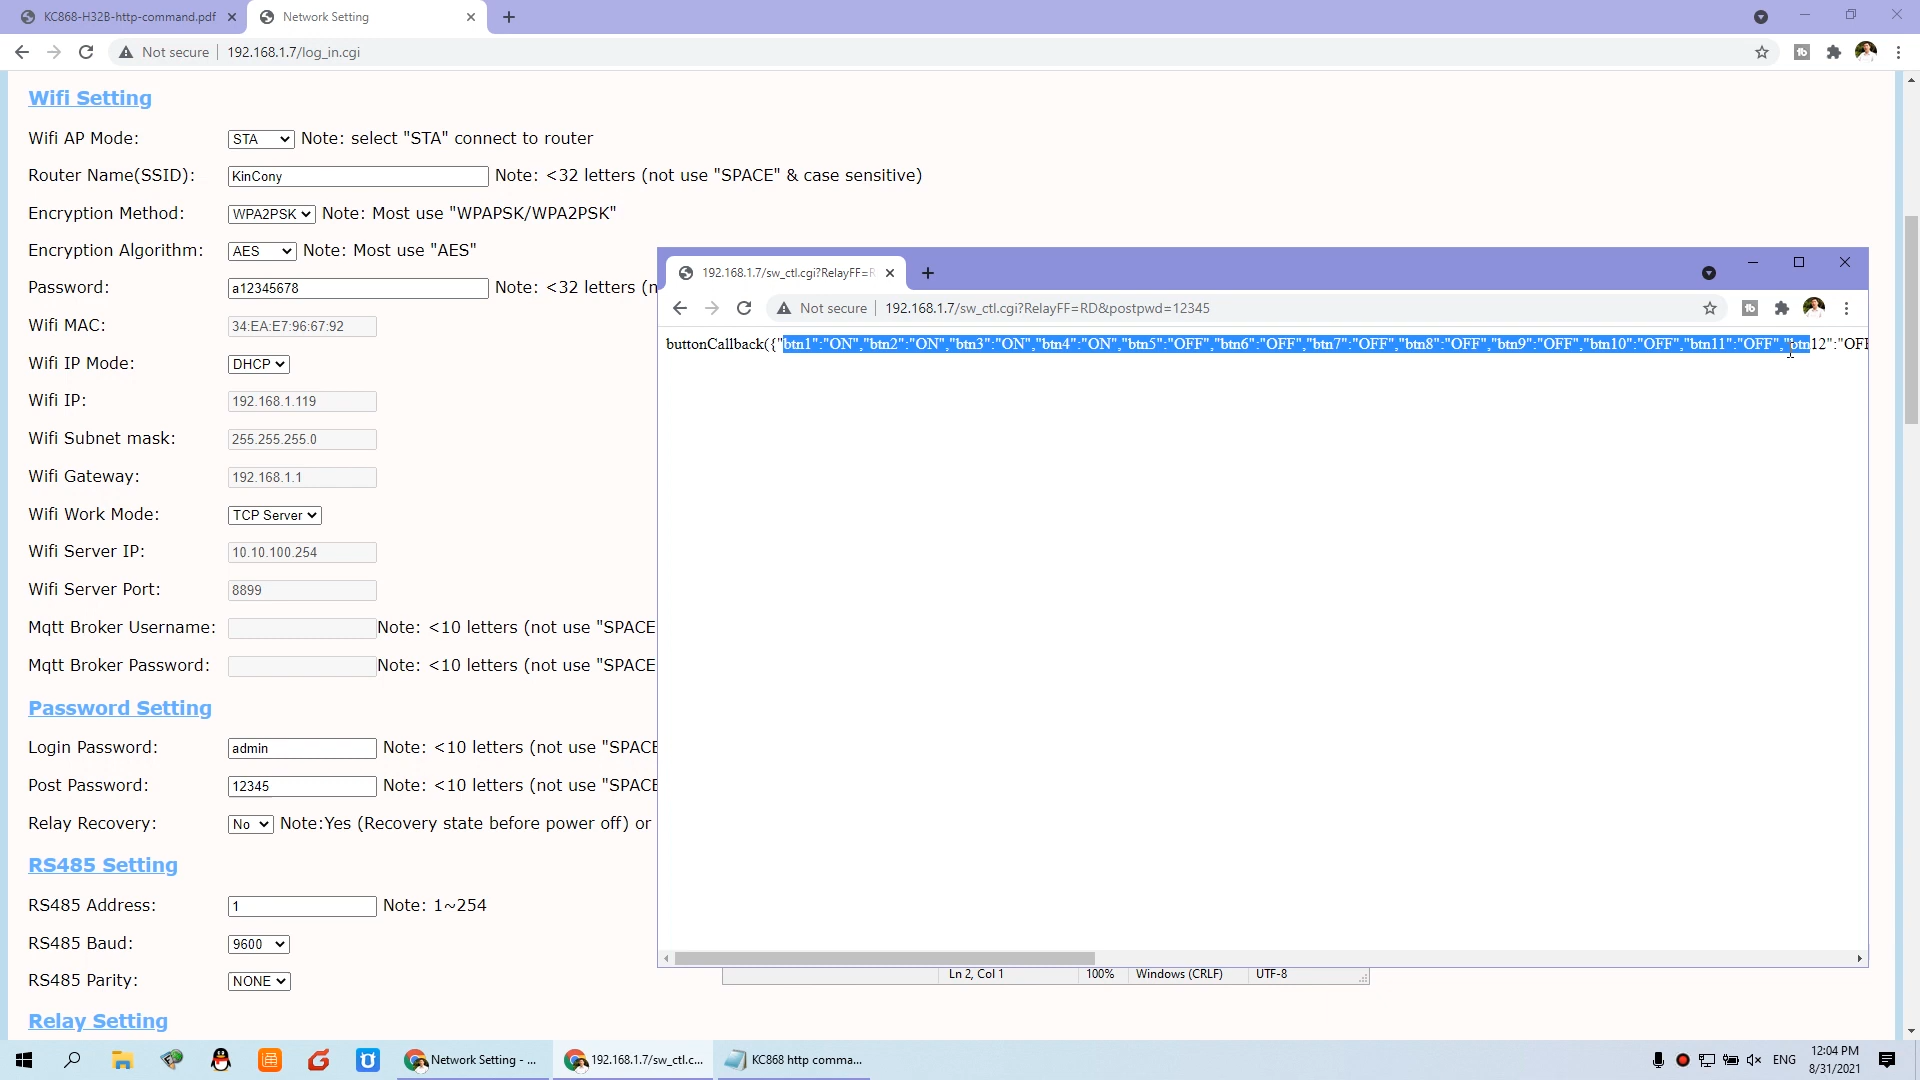 KC868-H32B-http-command.pdf
Network Setting
Not secure
192.168.1.7/log_in.cgi
Wifi Setting
Wifi AP Mode: STA Note: select "STA" connect to router
Router Name(SSID): KinCony Note: <32 letters (not use "SPACE" & case sensitive)
Encryption Method: WPA2PSK Note: Most use "WPAPSK/WPA2PSK"
Encryption Algorithm: AES Note: Most use "AES"
Password: a12345678 Note: <32 letters (n
Wifi MAC: 34:EA:E7:96:67:92
Wifi IP Mode: DHCP
Wifi IP: 192.168.1.119
Wifi Subnet mask: 255.255.255.0
Wifi Gateway: 192.168.1.1
Wifi Work Mode: TCP Server
Wifi Server IP: 10.10.100.254
Wifi Server Port: 8899
Mqtt Broker Username: Note: <10 letters (not use "SPACE
Mqtt Broker Password: Note: <10 letters (not use "SPACE
Password Setting
Login Password: admin Note: <10 letters (not use "SPACE
Post Password: 12345 Note: <10 letters (not use "SPACE
Relay Recovery: No Note:Yes (Recovery state before power off) or
RS485 Setting
RS485 Address: 1 Note: 1~254
RS485 Baud: 9600
RS485 Parity: NONE
Relay Setting
192.168.1.7/sw_ctl.cgi?RelayFF=R
Not secure
192.168.1.7/sw_ctl.cgi?RelayFF=RD&postpwd=12345
buttonCallback({"btn1":"ON","btn2":"ON","btn3":"ON","btn4":"ON","btn5":"OFF","btn6":"OFF","btn7":"OFF","btn8":"OFF","btn9":"OFF","btn10":"OFF","btn11":"OFF","btn12":"OFF
Ln 2, Col 1 100% Windows (CRLF) UTF-8
Network Setting - ...
192.168.1.7/sw_ctl.c...
KC868 http comma...
ENG
12:04 PM
8/31/2021